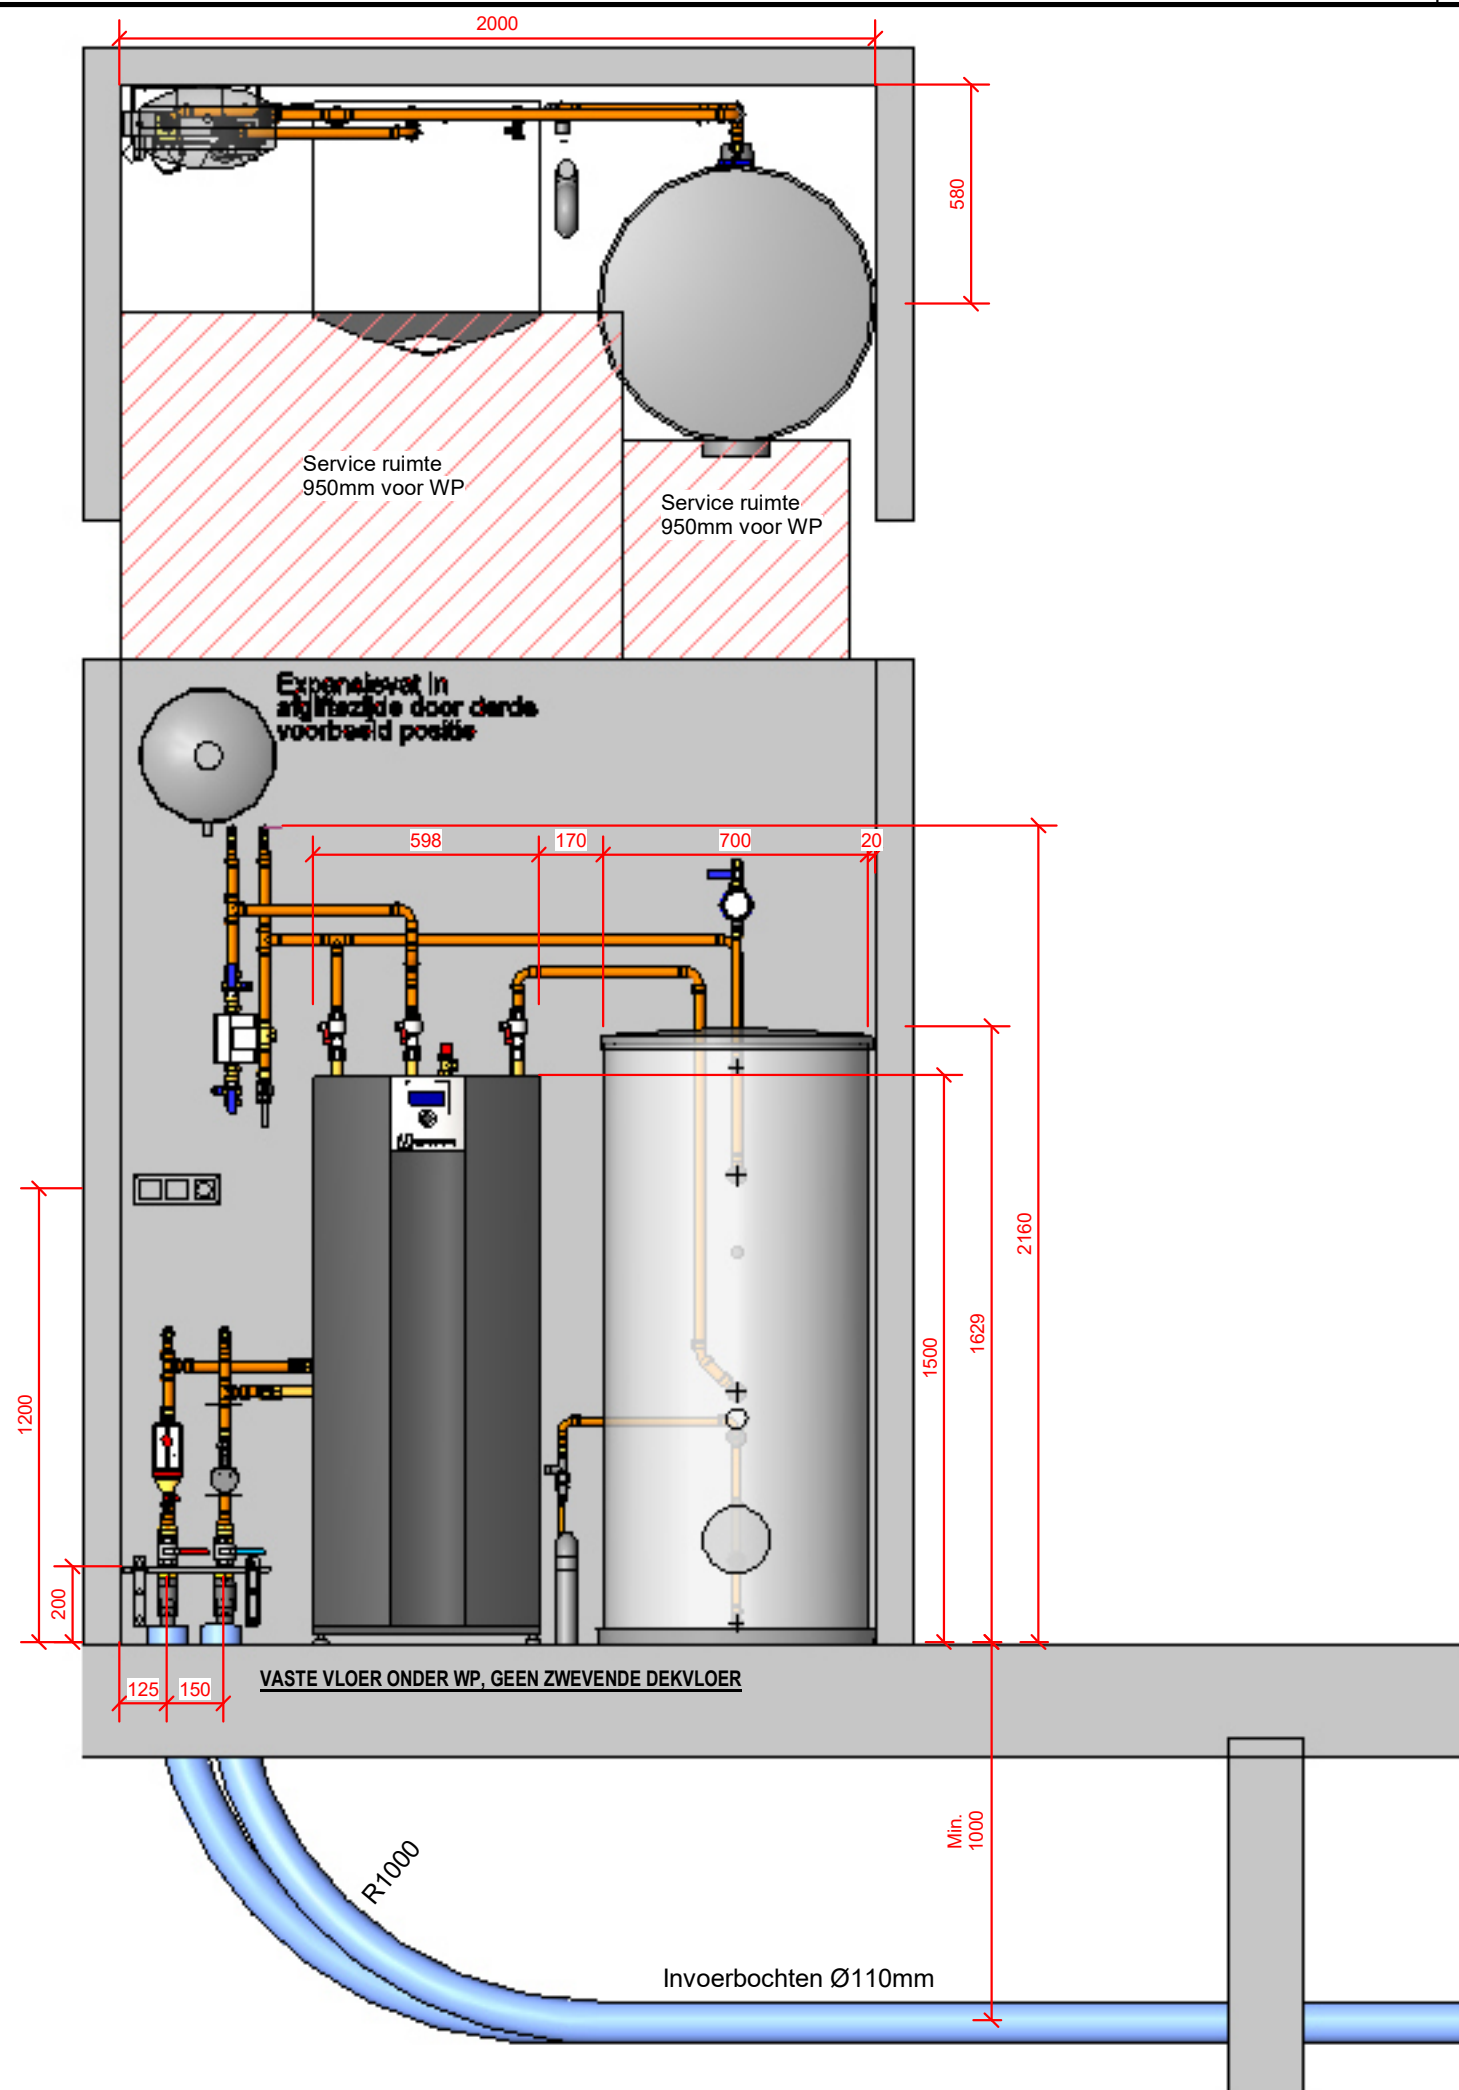 2000
580
Service ruimte
950mm voor WP
Service ruimte
950mm voor WP
Expansievat in
afgiftezijde door derde
voorbeeld positie
598
170
700
20
2160
1629
1500
1200
200
125
150
VASTE VLOER ONDER WP, GEEN ZWEVENDE DEKVLOER
R1000
Min.
1000
Invoerbochten Ø110mm